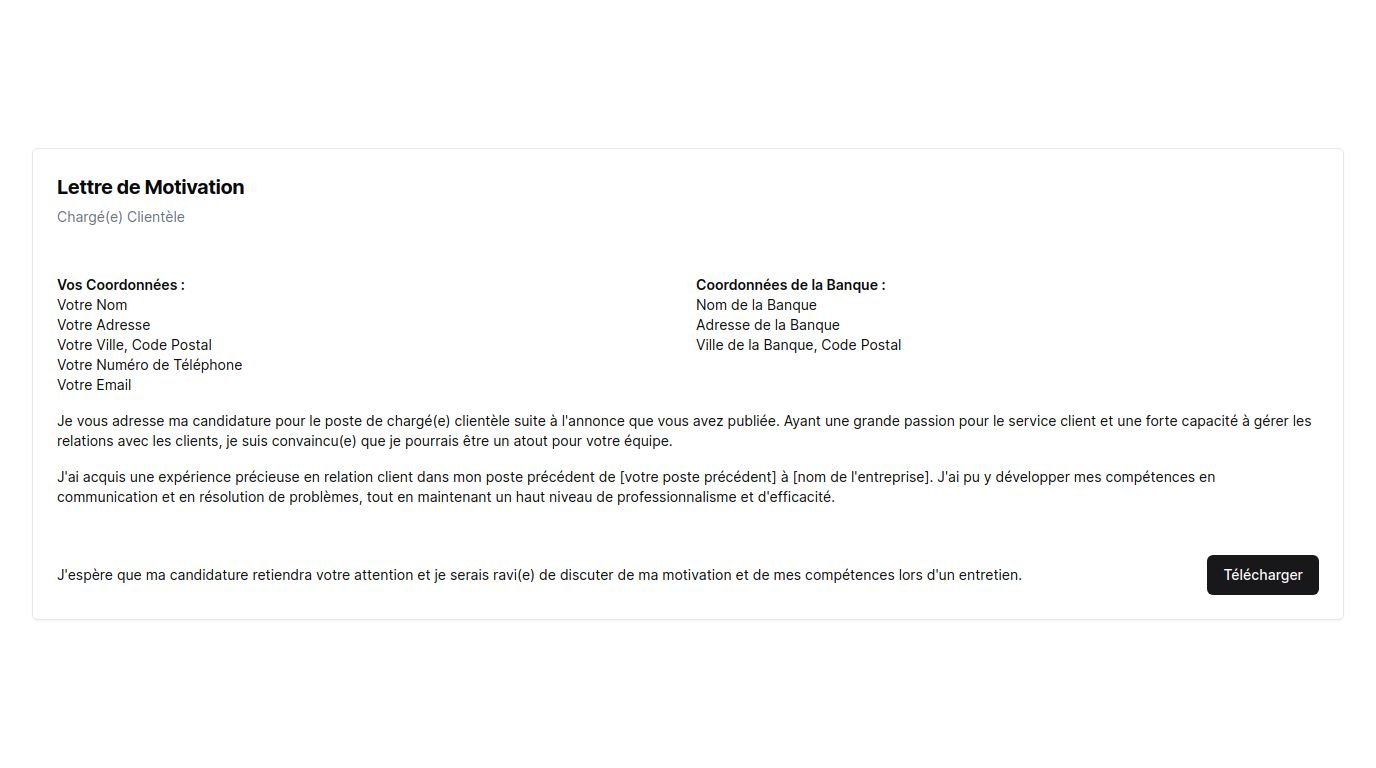 Lettre de Motivation
Chargé(e) Clientèle
Vos Coordonnées :
Votre Nom
Votre Adresse
Votre Ville, Code Postal
Votre Numéro de Téléphone
Votre Email
Coordonnées de la Banque :
Nom de la Banque
Adresse de la Banque
Ville de la Banque, Code Postal
Je vous adresse ma candidature pour le poste de chargé(e) clientèle suite à l'annonce que vous avez publiée. Ayant une grande passion pour le service client et une forte capacité à gérer les
relations avec les clients, je suis convaincu(e) que je pourrais être un atout pour votre équipe.
J'ai acquis une expérience précieuse en relation client dans mon poste précédent de [votre poste précédent] à [nom de l'entreprise]. J'ai pu y développer mes compétences en
communication et en résolution de problèmes, tout en maintenant un haut niveau de professionnalisme et d'efficacité.
J'espère que ma candidature retiendra votre attention et je serais ravi(e) de discuter de ma motivation et de mes compétences lors d'un entretien.
Télécharger